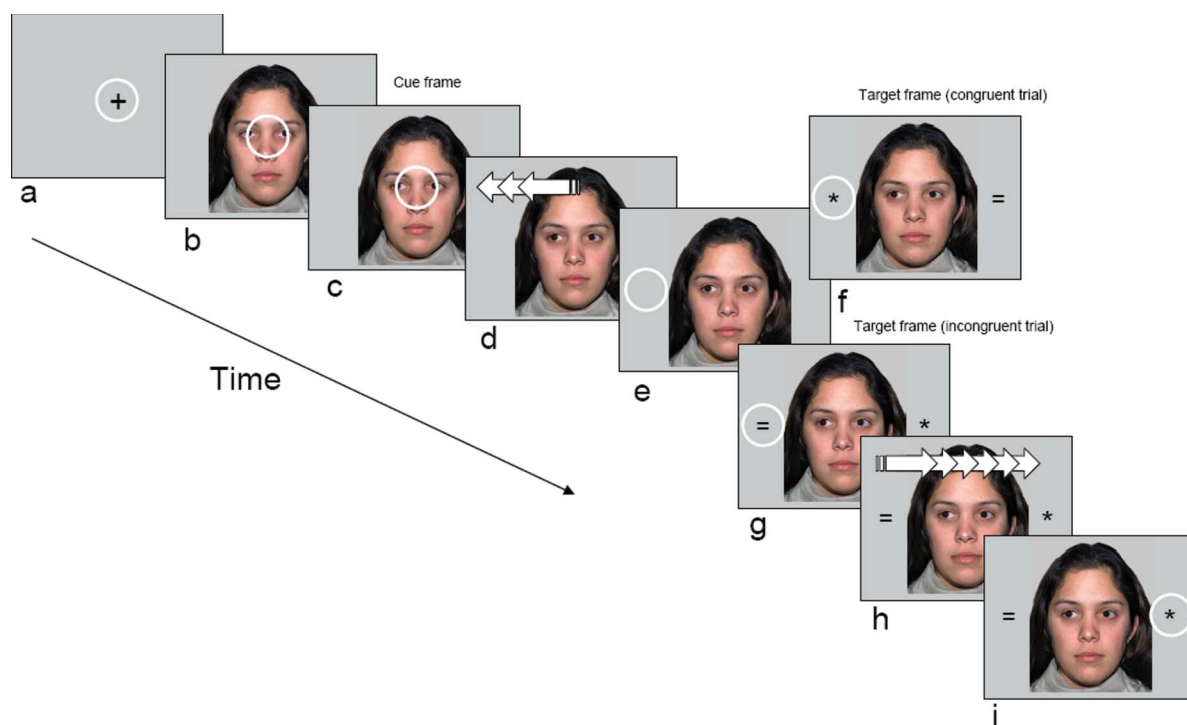 +
a
b
Cue frame
c
d
e
Target frame (congruent trial)
* =
f
Target frame (incongruent trial)
= *
g
= *
h
= *
i
Time